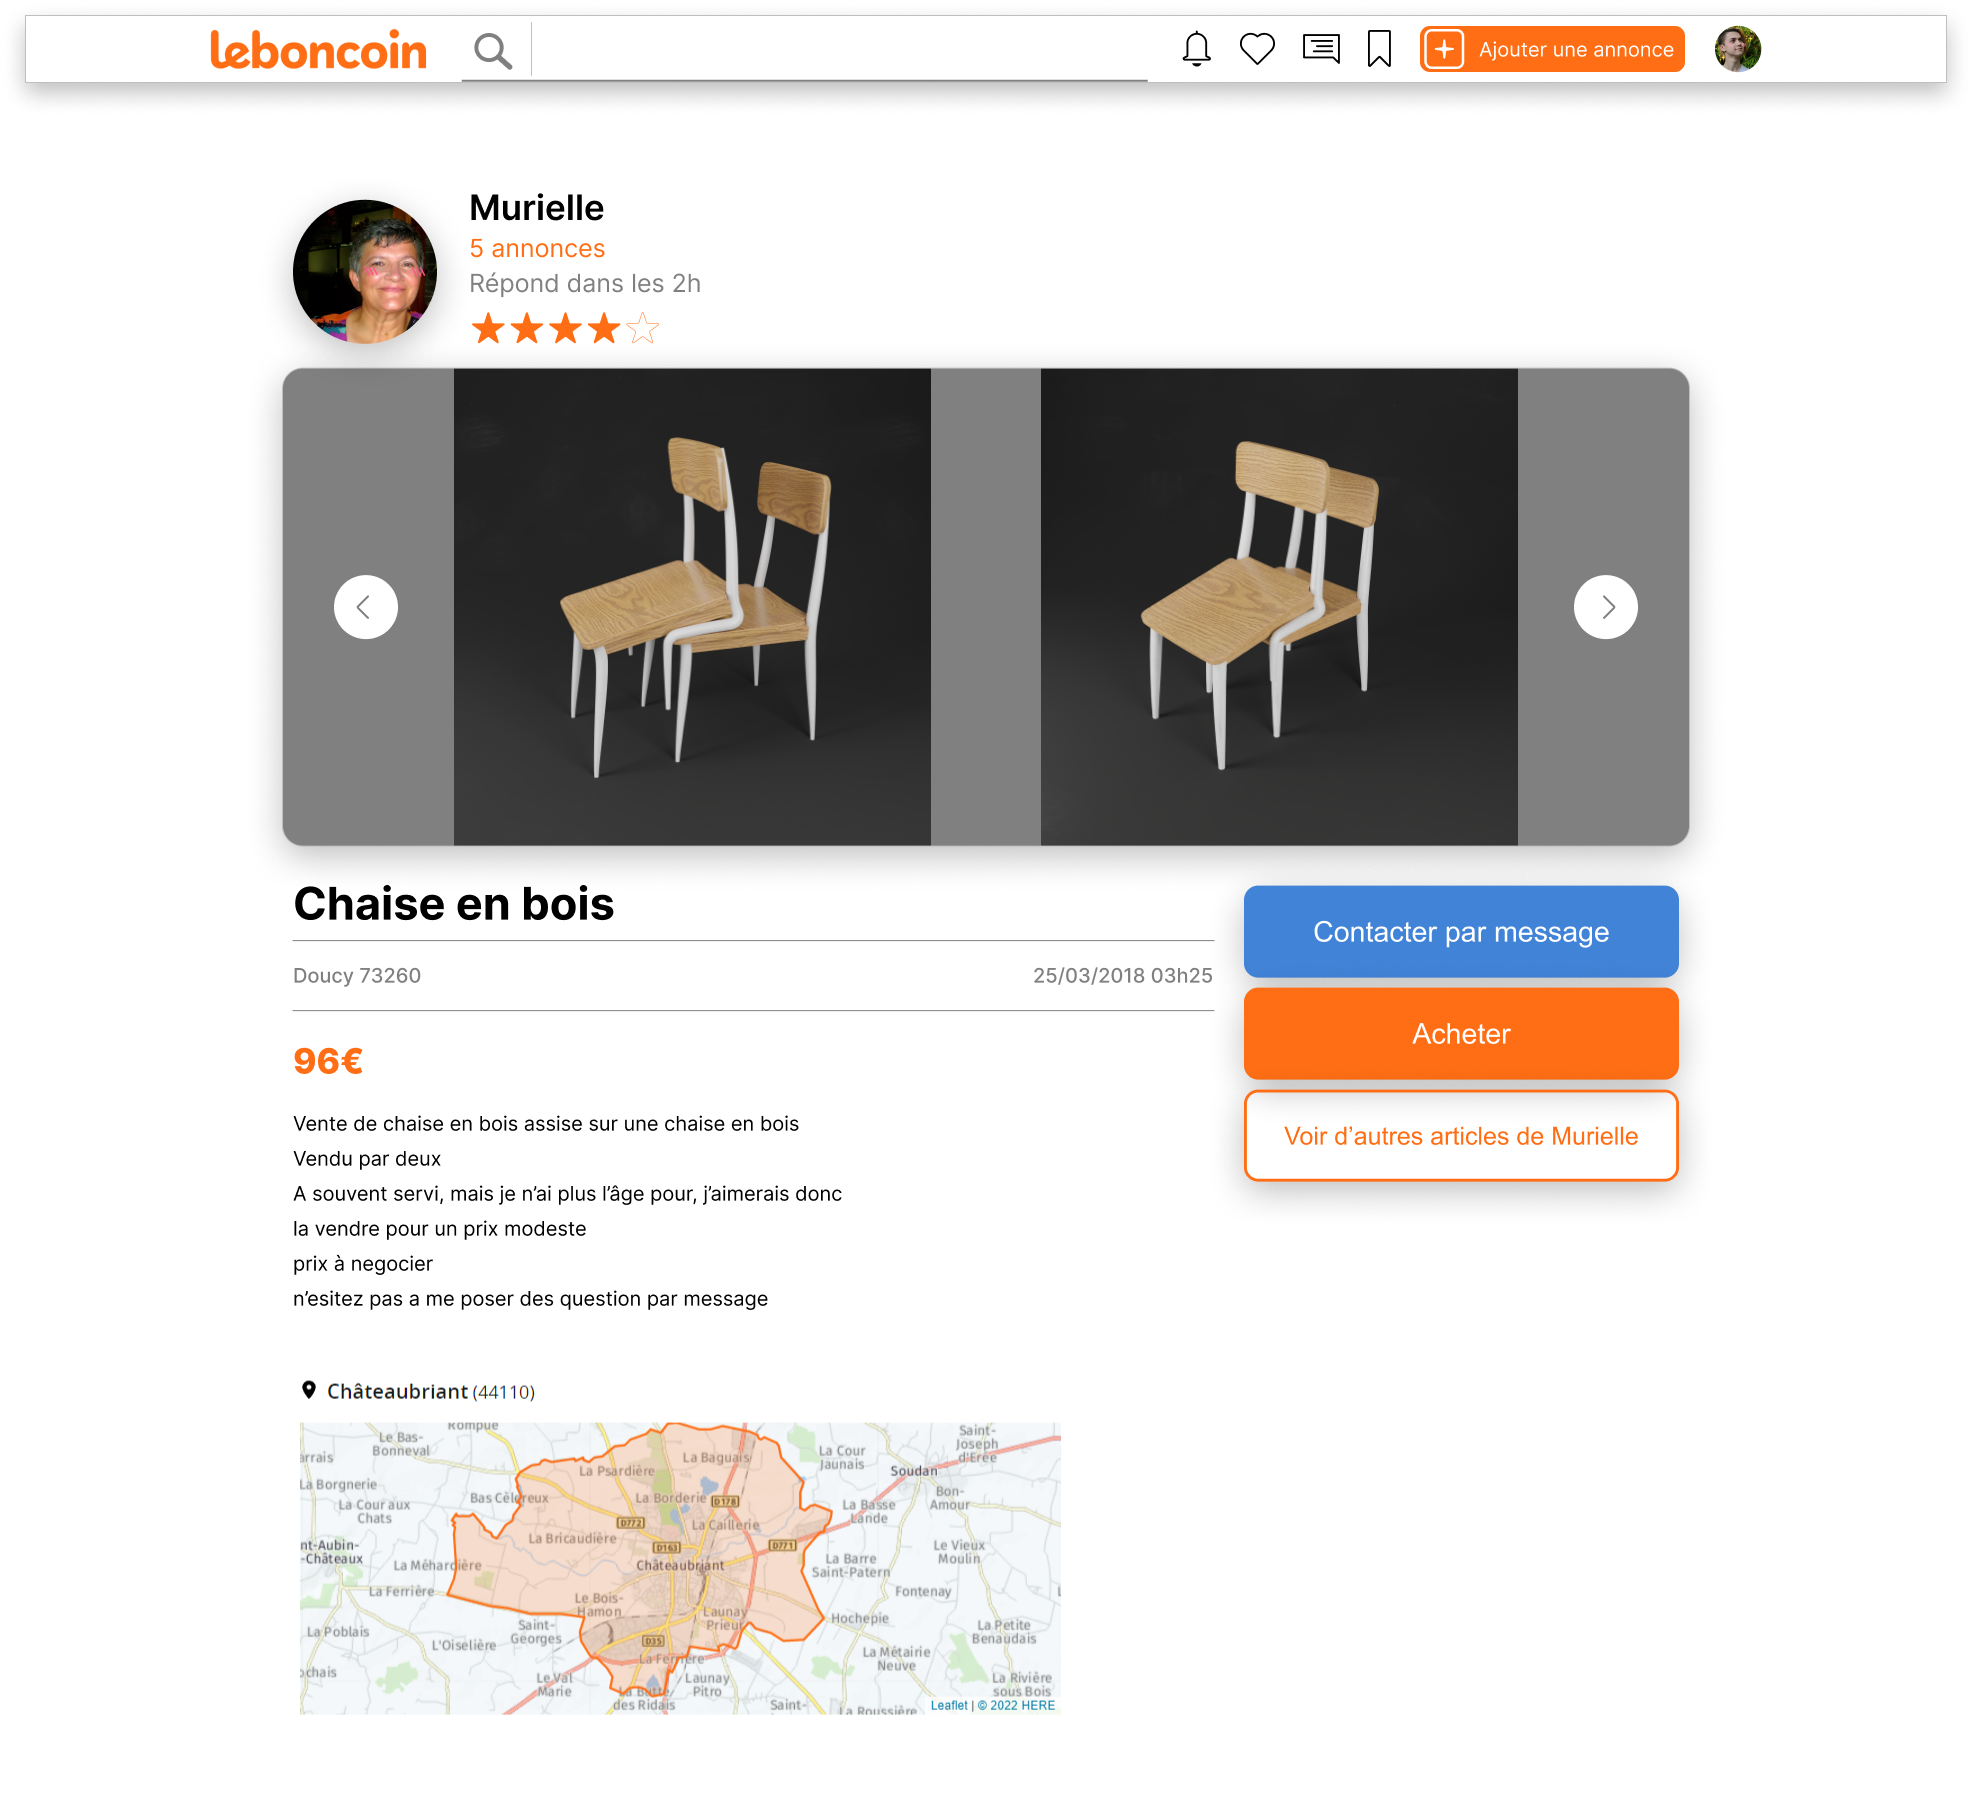 leboncoin
Ajouter une annonce
Murielle
5 annonces
Répond dans les 2h
Chaise en bois
Doucy 73260
25/03/2018 03h25
96€
Vente de chaise en bois assise sur une chaise en bois
Vendu par deux
A souvent servi, mais je n’ai plus l’âge pour, j’aimerais donc
la vendre pour un prix modeste
prix à negocier
n’esitez pas a me poser des question par message
Contacter par message
Acheter
Voir d’autres articles de Murielle
Châteaubriant (44110)
Rompue
Le Bas-
Bonneval
arrais
La Borgnerie
La Cour aux
Chats
Bas Cèlereux
La Psardière
La Baguais
La Borderie
D178
La Cour
Jaunais
Saint-
Joseph
d'Erée
Soudan
Bon-
Amour
La Basse
Lande
D772
La Caillerie
La Bricaudière
D163
D771
nt-Aubin-
-Châteaux
La Méhardière
Châteaubriant
La Barre
Saint-Patern
Le Vieux
Moulin
La Ferrière
Fontenay
Le Bois-
Hamon
Launay
Prieur
Hochepie
La Poblais
Saint-
Georges
L'Oiselière
D35
La Petite
Benaudais
La Ferrière
La Métairie
Neuve
ochais
Le Val
Marie
Launay
Pitro
La Butte
des Ridais
Saint-
La Rivière
sous Bois
La Roussière
Leaflet | © 2022 HERE